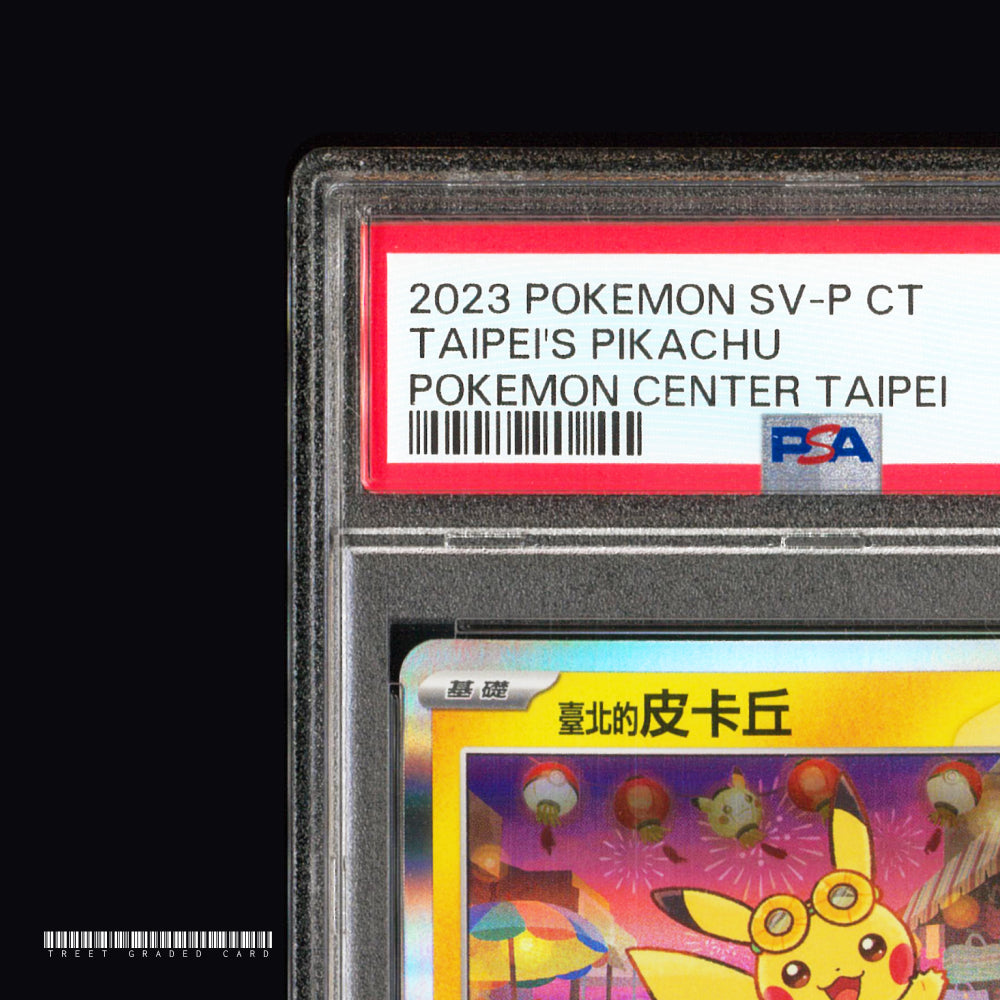 2023 POKEMON SV-P CT
TAIPEI'S PIKACHU
POKEMON CENTER TAIPEI
PSA
基礎
臺北的皮卡丘
TREET GRADED CARD